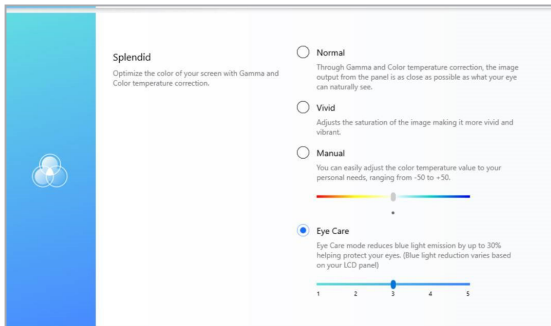 Splendid
Optimize the color of your screen with Gamma and
Color temperature correction.
Normal
Through Gamma and Color temperature correction, the image
output from the panel is as close as possible as what your eye
can naturally see.
Vivid
Adjusts the saturation of the image making it more vivid and
vibrant.
Manual
You can easily adjust the color temperature value to your
personal needs, ranging from -50 to +50.
Eye Care
Eye Care mode reduces blue light emission by up to 30%
helping protect your eyes. (Blue light reduction varies based
on your LCD panel)
1 2 3 4 5